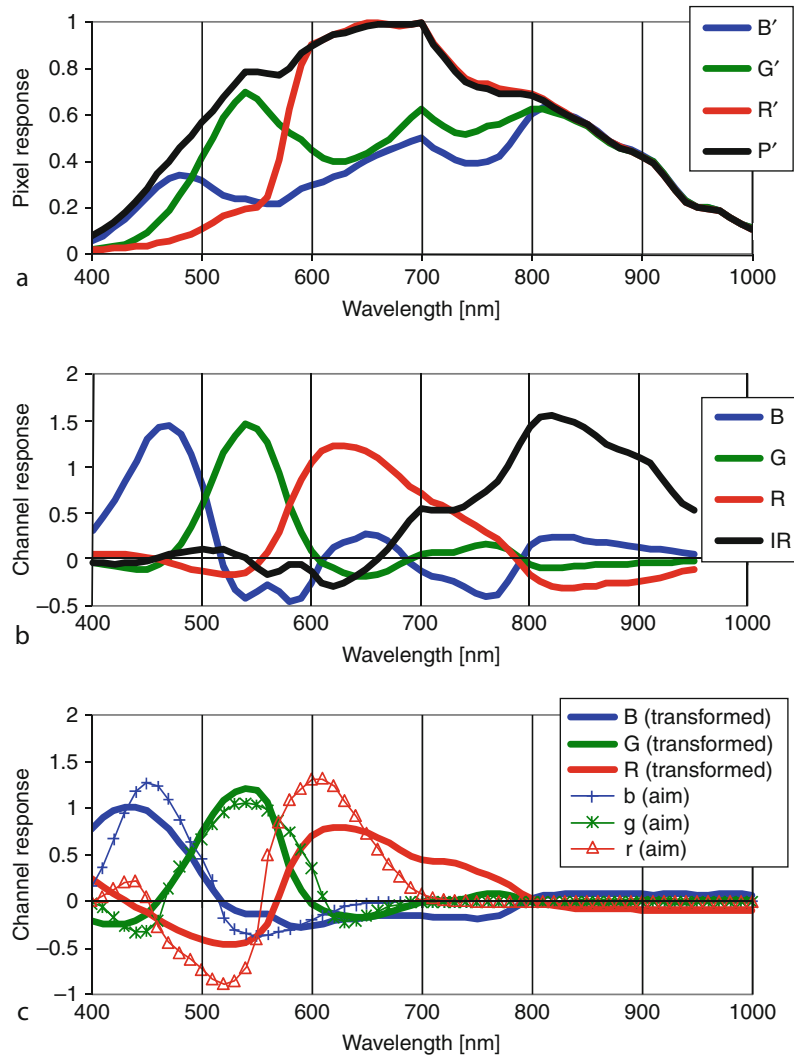 1
0.8
0.6
0.4
0.2
0
Pixel response
400 500 600 700 800 900 1000
Wavelength [nm]
B′
G′
R′
P′
a
2
1.5
1
0.5
0
−0.5
Channel response
400 500 600 700 800 900 1000
Wavelength [nm]
B
G
R
IR
b
2
1.5
1
0.5
0
−0.5
−1
Channel response
400 500 600 700 800 900 1000
Wavelength [nm]
B (transformed)
G (transformed)
R (transformed)
b (aim)
g (aim)
r (aim)
c